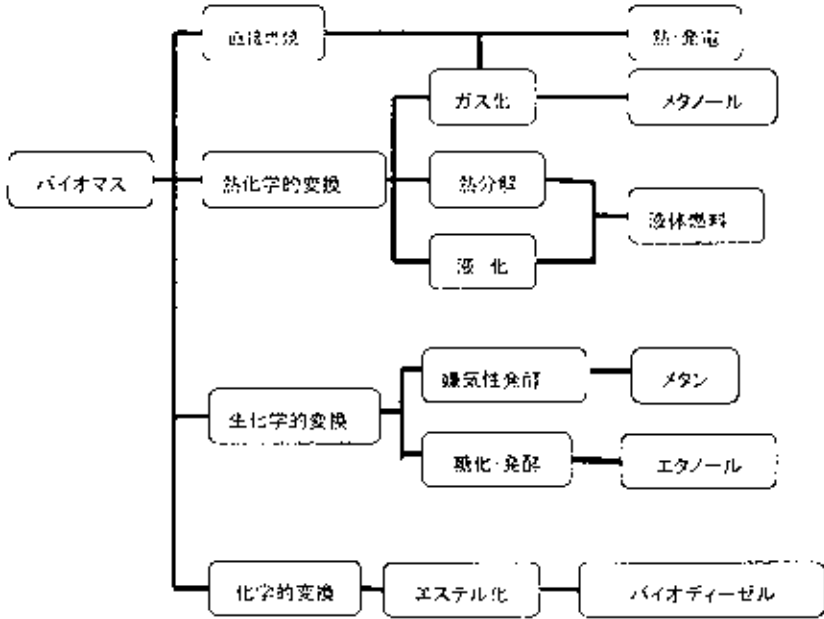 直接燃焼
熱・発電
ガス化
メタノール
バイオマス
熱化学的変換
熱分解
液体燃料
液 化
嫌気性発酵
メタン
生化学的変換
糖化・発酵
エタノール
化学的変換
エステル化
バイオディーゼル